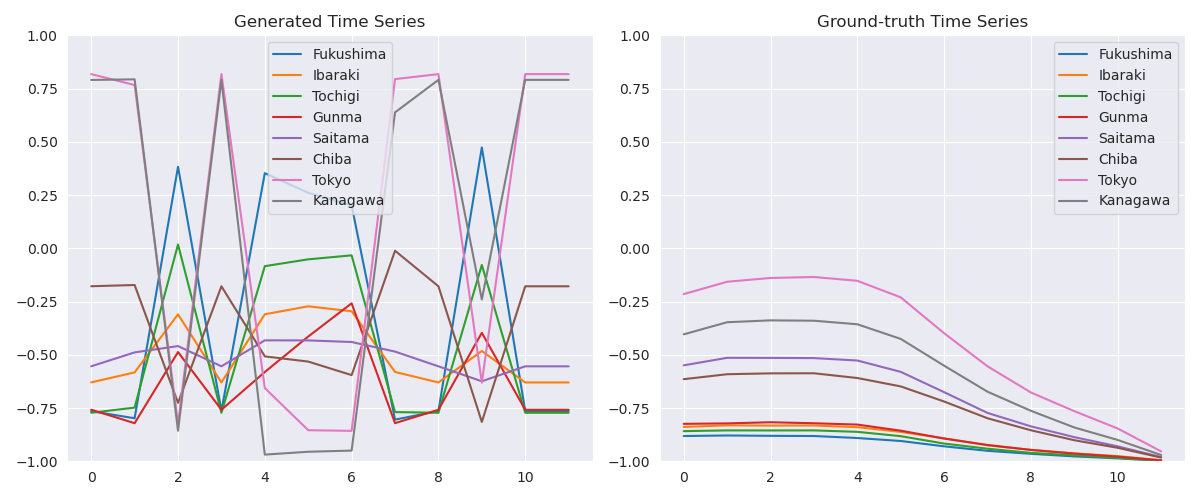 Generated Time Series
1.00
0.75
0.50
0.25
0.00
−0.25
−0.50
−0.75
−1.00
0
2
4
6
8
10
Fukushima
Ibaraki
Tochigi
Gunma
Saitama
Chiba
Tokyo
Kanagawa
Ground-truth Time Series
1.00
0.75
0.50
0.25
0.00
−0.25
−0.50
−0.75
−1.00
0
2
4
6
8
10
Fukushima
Ibaraki
Tochigi
Gunma
Saitama
Chiba
Tokyo
Kanagawa